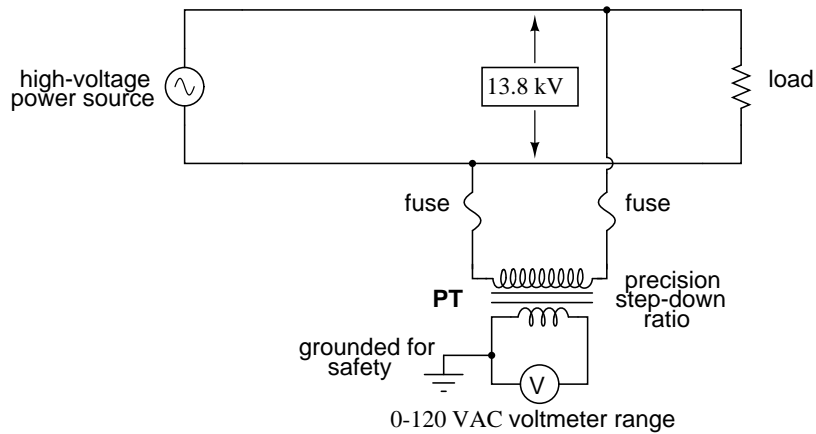 high-voltage
power source
13.8 kV
load
fuse
fuse
PT
precision
step-down
ratio
grounded for
safety
V
0-120 VAC voltmeter range